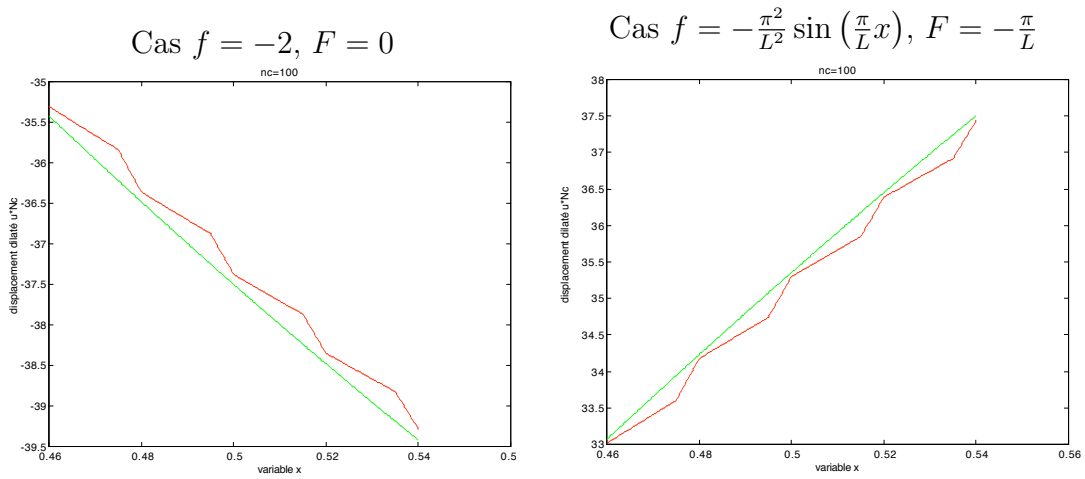 Cas f = −2, F = 0
nc=100
-35
-35.5
-36
-36.5
-37
-37.5
-38
-38.5
-39
-39.5
0.46 0.48 0.5 0.52 0.54 0.5
variable x
displacement dilaté u*Nc
Cas f = −π²/L² sin (π/L x), F = −π/L
nc=100
38
37.5
37
36.5
36
35.5
35
34.5
34
33.5
33
0.46 0.48 0.5 0.52 0.54 0.56
variable x
displacement dilaté u*Nc